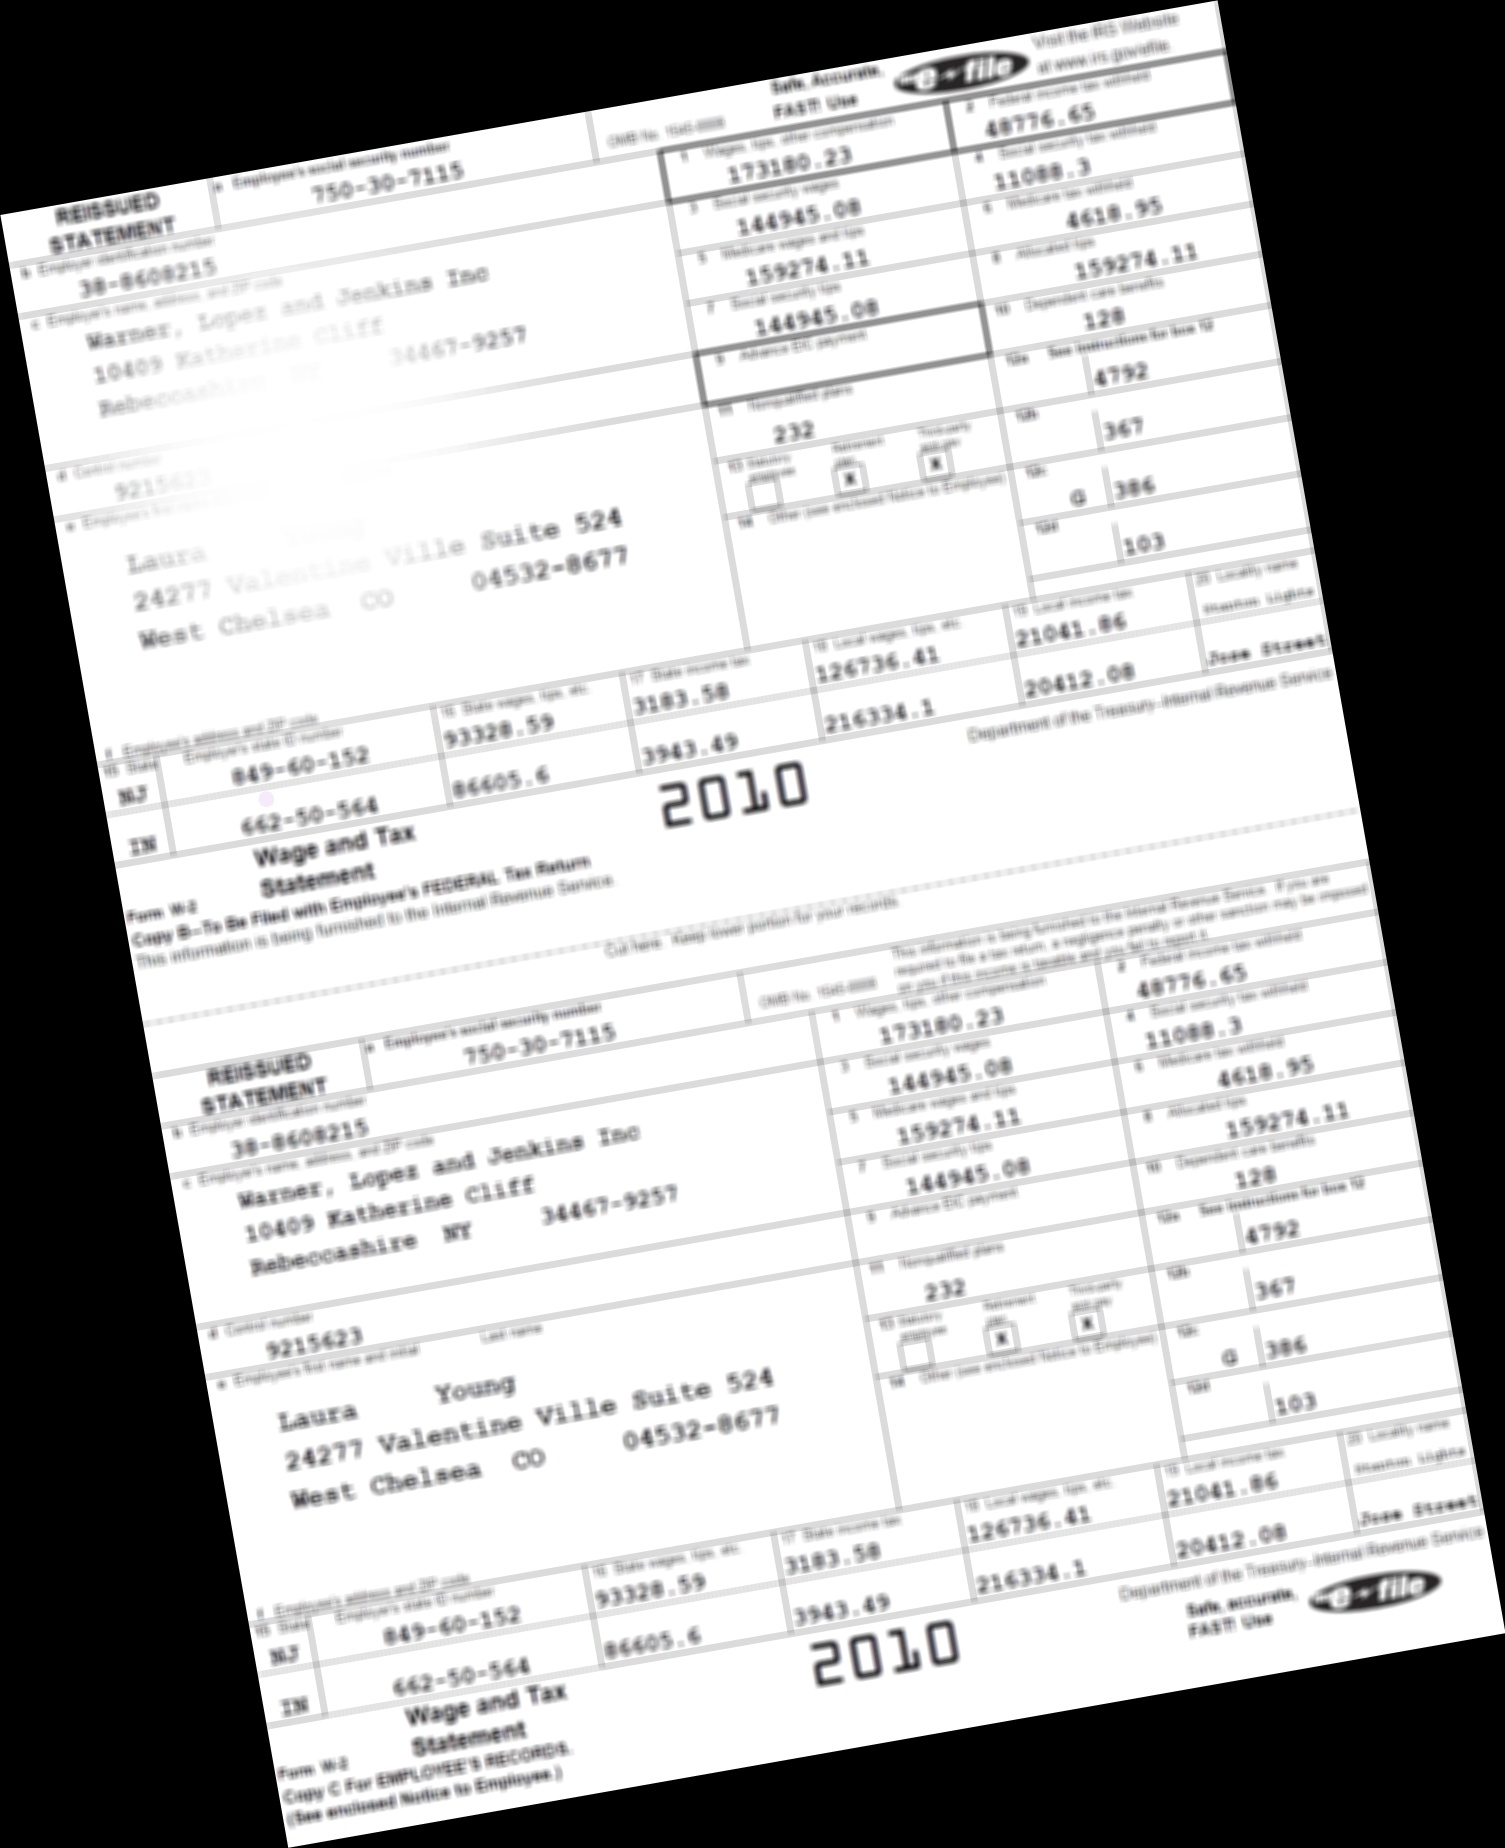 Safe, Accurate,
FAST! Use
e~file
Visit the IRS Website
at www.irs.gov/efile
REISSUED
STATEMENT
a Employee's social security number
750-30-7115
OMB No. 1545-0008
1 Wages, tips, other compensation
173180.23
2 Federal income tax withheld
48776.65
3 Social security wages
144945.08
4 Social security tax withheld
11088.3
b Employer identification number
38-8608215
5 Medicare wages and tips
159274.11
6 Medicare tax withheld
4618.95
c Employer's name, address, and ZIP code
Warner, Lopez and Jenkins Inc
10409 Katherine Cliff
Rebeccashire NY 34467-9257
7 Social security tips
144945.08
8 Allocated tips
159274.11
9 Advance EIC payment
10 Dependent care benefits
128
11 Nonqualified plans
232
12a See instructions for box 12
4792
12b
367
12c
G 386
12d
103
13 Statutory employee
Retirement plan
X
Third-party sick pay
X
14 Other (see enclosed Notice to Employee)
d Control number
9215623
e Employee's
Laura Young
24277 Valentine Ville Suite 524
West Chelsea CO 04532-8677
f Employee's address and ZIP code
15 State Employer's state ID number
16 State wages, tips, etc.
17 State income tax
18 Local wages, tips, etc.
19 Local income tax
20 Locality name
NJ 849-60-152 93328.59 3183.58 126736.41 21041.86 Stanton Lights
IN 662-50-564 86605.6 3943.49 216334.1 20412.08 Jose Street
Form W-2
Wage and Tax
Statement
2010
Department of the Treasury-Internal Revenue Service
Copy B—To Be Filed with Employee's FEDERAL Tax Return
This information is being furnished to the Internal Revenue Service.
Cut here. Keep lower portion for your records.
REISSUED
STATEMENT
a Employee's social security number
750-30-7115
OMB No. 1545-0008
This information is being furnished to the Internal Revenue Service. If you are
required to file a tax return, a negligence penalty or other sanction may be imposed
on you if this income is taxable and you fail to report it.
1 Wages, tips, other compensation
173180.23
2 Federal income tax withheld
48776.65
3 Social security wages
144945.08
4 Social security tax withheld
11088.3
b Employer identification number
38-8608215
5 Medicare wages and tips
159274.11
6 Medicare tax withheld
4618.95
c Employer's name, address, and ZIP code
Warner, Lopez and Jenkins Inc
10409 Katherine Cliff
Rebeccashire NY 34467-9257
7 Social security tips
144945.08
8 Allocated tips
159274.11
9 Advance EIC payment
10 Dependent care benefits
128
11 Nonqualified plans
232
12a See instructions for box 12
4792
12b
367
12c
G 386
12d
103
13 Statutory employee
Retirement plan
X
Third-party sick pay
X
14 Other (see enclosed Notice to Employee)
d Control number
9215623
e Employee's first name and initial Last name
Laura Young
24277 Valentine Ville Suite 524
West Chelsea CO 04532-8677
f Employee's address and ZIP code
15 State Employer's state ID number
16 State wages, tips, etc.
17 State income tax
18 Local wages, tips, etc.
19 Local income tax
20 Locality name
NJ 849-60-152 93328.59 3183.58 126736.41 21041.86 Stanton Lights
IN 662-50-564 86605.6 3943.49 216334.1 20412.08 Jose Street
Form W-2
Wage and Tax
Statement
2010
Department of the Treasury-Internal Revenue Service
Safe, accurate,
FAST! Use
e~file
Copy C For EMPLOYEE'S RECORDS.
(See enclosed Notice to Employee.)